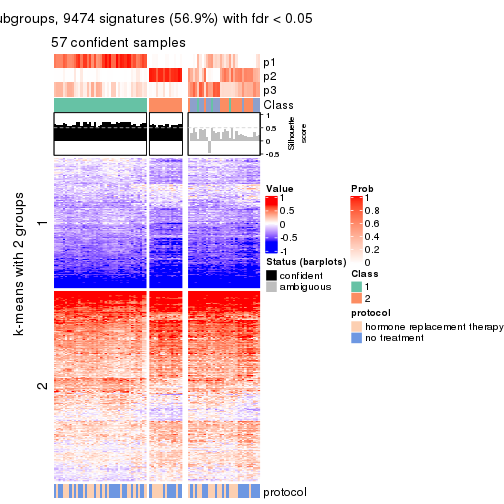 ubgroups, 9474 signatures (56.9%) with fdr < 0.05
57 confident samples
p1
p2
p3
Class
1
0.5
0
-0.5
Silhouette
score
k-means with 2 groups
1
2
protocol
Value
1
0.5
0
-0.5
-1
Status (barplots)
confident
ambiguous
Prob
1
0.8
0.6
0.4
0.2
0
Class
1
2
protocol
hormone replacement therapy
no treatment